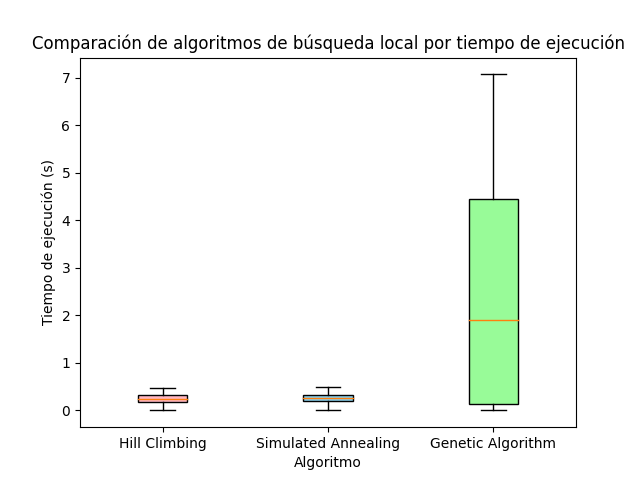 Comparación de algoritmos de búsqueda local por tiempo de ejecución
Tiempo de ejecución (s)
7
6
5
4
3
2
1
0
Hill Climbing
Simulated Annealing
Genetic Algorithm
Algoritmo